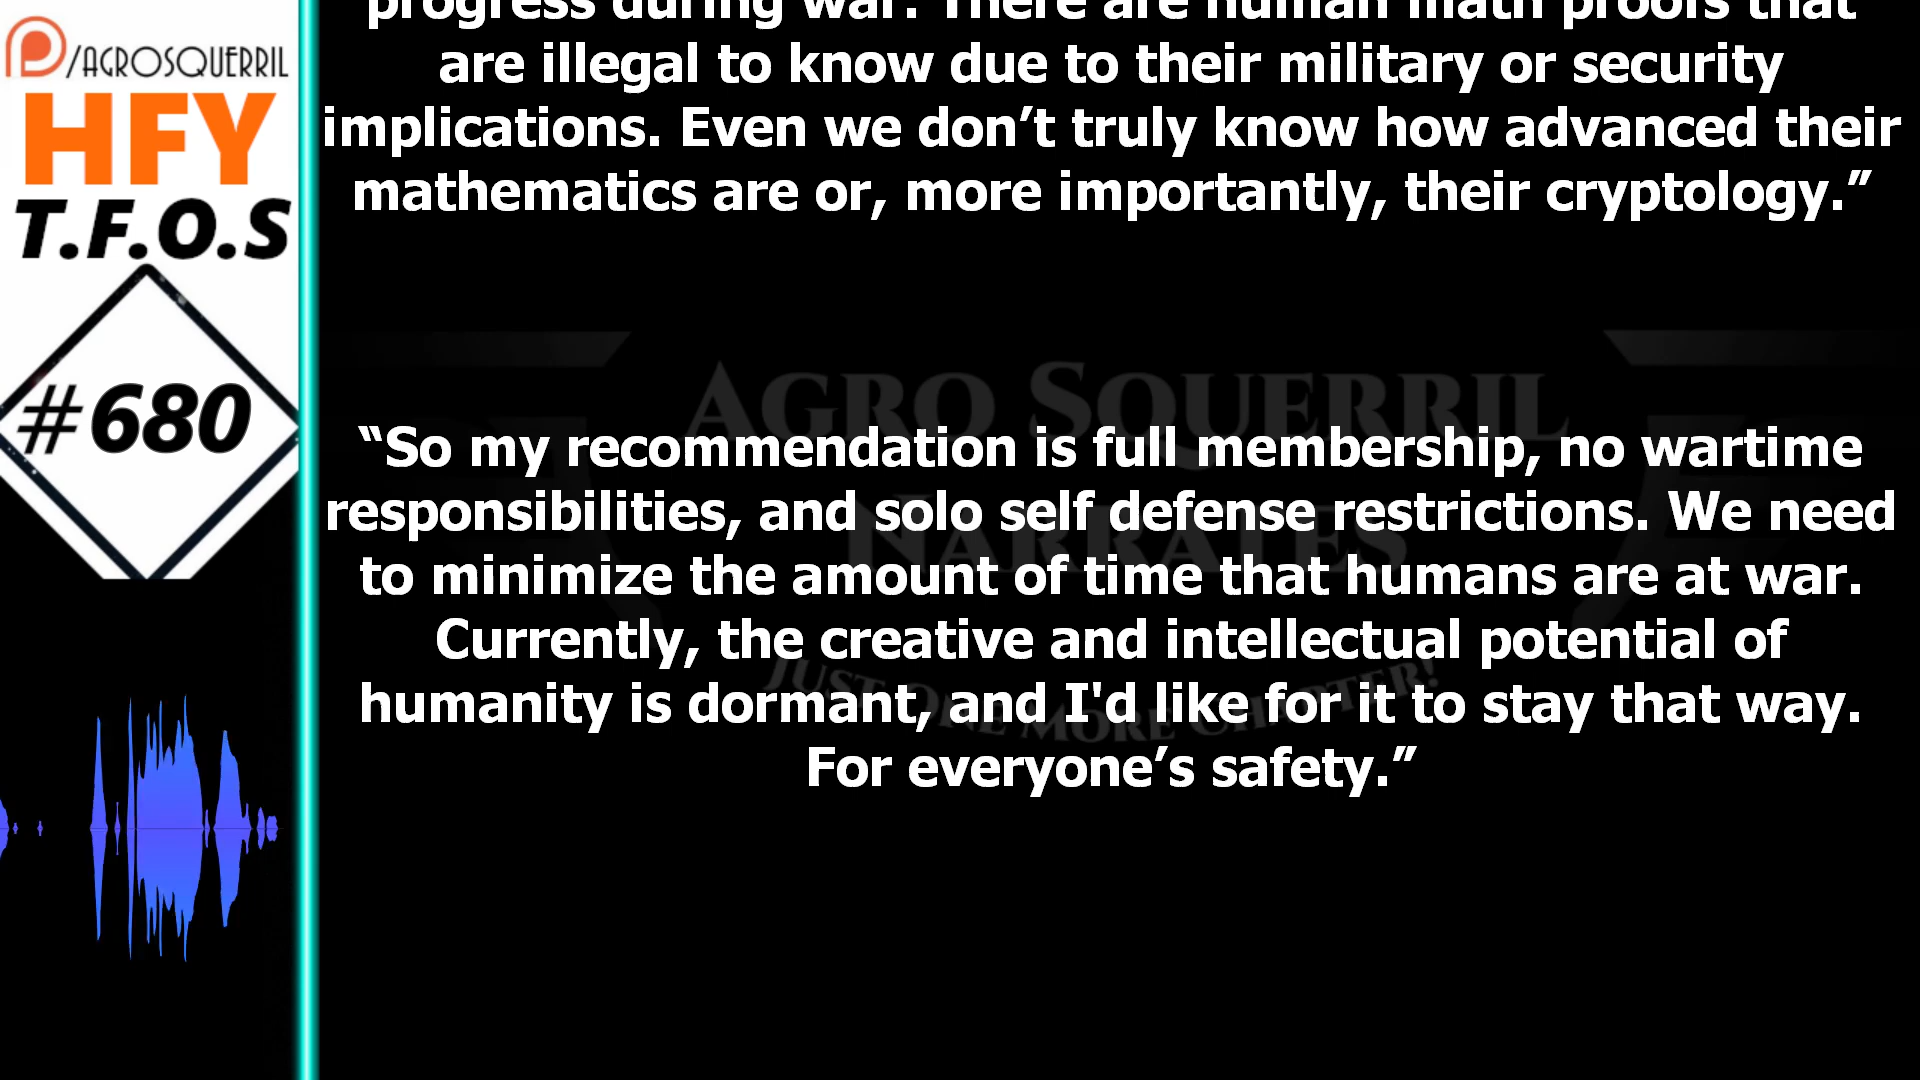 /AGROSQUERRIL
HFY
T.F.O.S
#680
progress during war. There are human math proofs that
are illegal to know due to their military or security
implications. Even we don’t truly know how advanced their
mathematics are or, more importantly, their cryptology.”
AGRO SQUERRIL
NARRATES
JUST ONE MORE CHAPTER!
“So my recommendation is full membership, no wartime
responsibilities, and solo self defense restrictions. We need
to minimize the amount of time that humans are at war.
Currently, the creative and intellectual potential of
humanity is dormant, and I'd like for it to stay that way.
For everyone’s safety.”